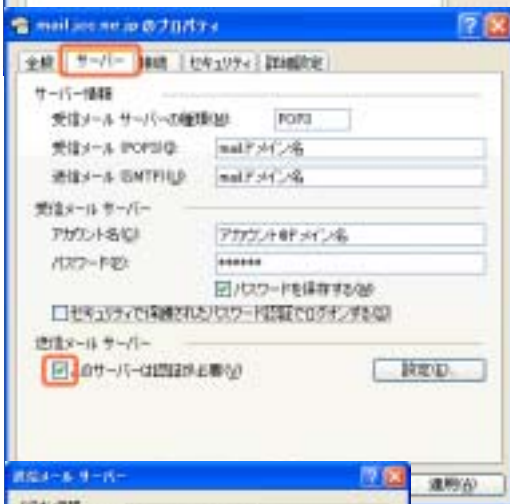 mail.joc.ne.jp のプロパティ
全般 サーバー 接続 セキュリティ 詳細設定
サーバー情報
受信メール サーバーの種類(M): POP3
受信メール (POP3)(I): mail.ドメイン名
送信メール (SMTP)(U): mail.ドメイン名
受信メール サーバー
アカウント名(C): アカウント@ドメイン名
パスワード(P): ●●●●●●
パスワードを保存する(W)
セキュリティで保護されたパスワード認証でログオンする(Q)
送信メール サーバー
このサーバーは認証が必要(V) 設定(E)...
送信メール サーバー
適用(A)